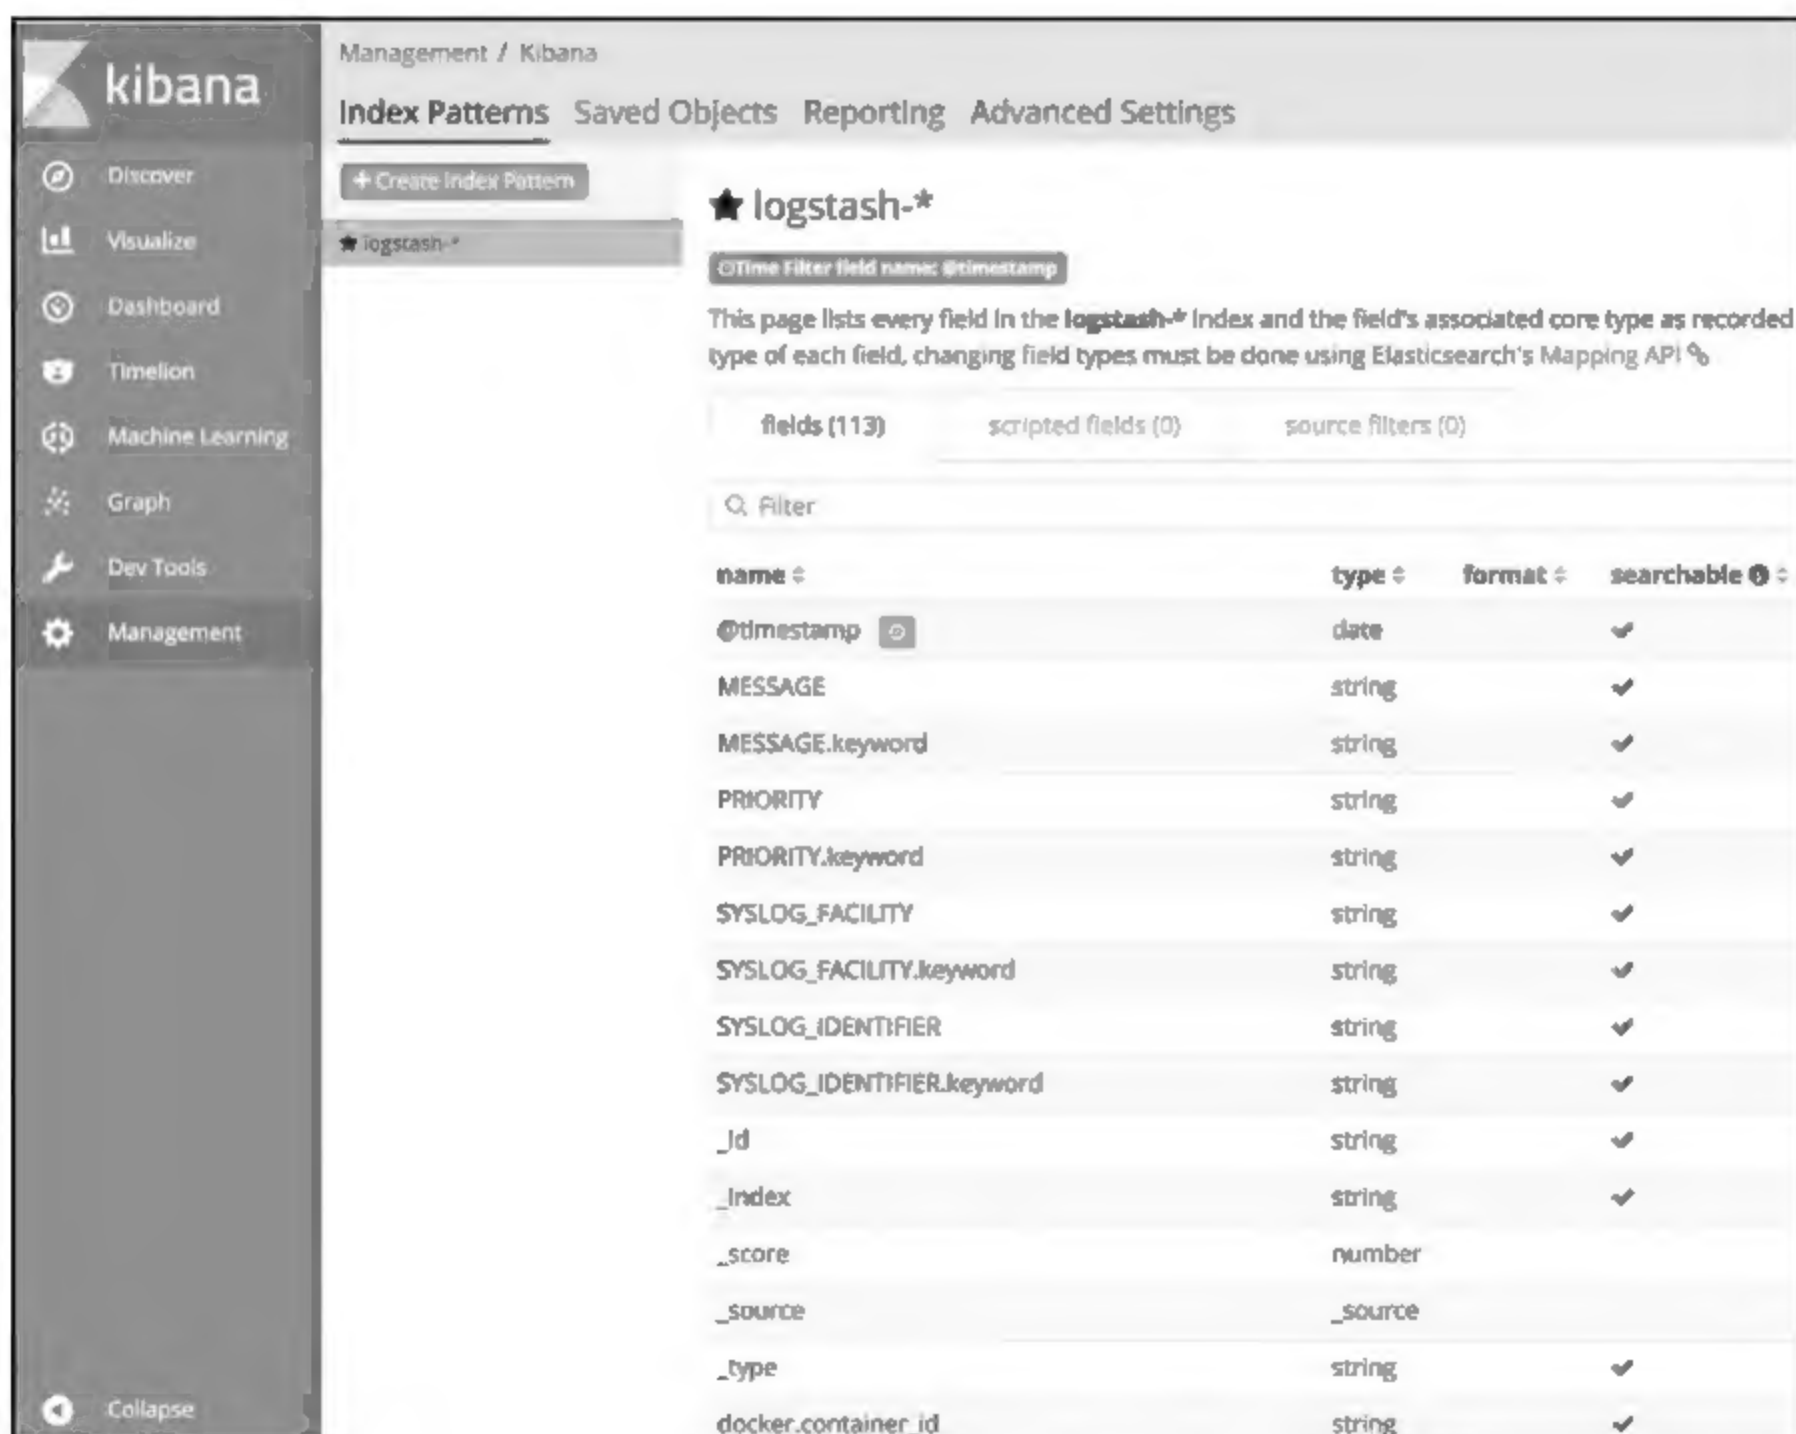 kibana
Discover
Visualize
Dashboard
Timelion
Machine Learning
Graph
Dev Tools
Management
Collapse
Management / Kibana
Index Patterns Saved Objects Reporting Advanced Settings
+ Create Index Pattern
★ logstash-*
★ logstash-*
Time Filter field name: @timestamp
This page lists every field in the logstash-* index and the field's associated core type as recorded
type of each field, changing field types must be done using Elasticsearch's Mapping API
fields (113) scripted fields (0) source filters (0)
Filter
name type format searchable
@timestamp date ✔
MESSAGE string ✔
MESSAGE.keyword string ✔
PRIORITY string ✔
PRIORITY.keyword string ✔
SYSLOG_FACILITY string ✔
SYSLOG_FACILITY.keyword string ✔
SYSLOG_IDENTIFIER string ✔
SYSLOG_IDENTIFIER.keyword string ✔
_id string ✔
_index string ✔
_score number
_source _source
_type string ✔
docker.container_id string ✔